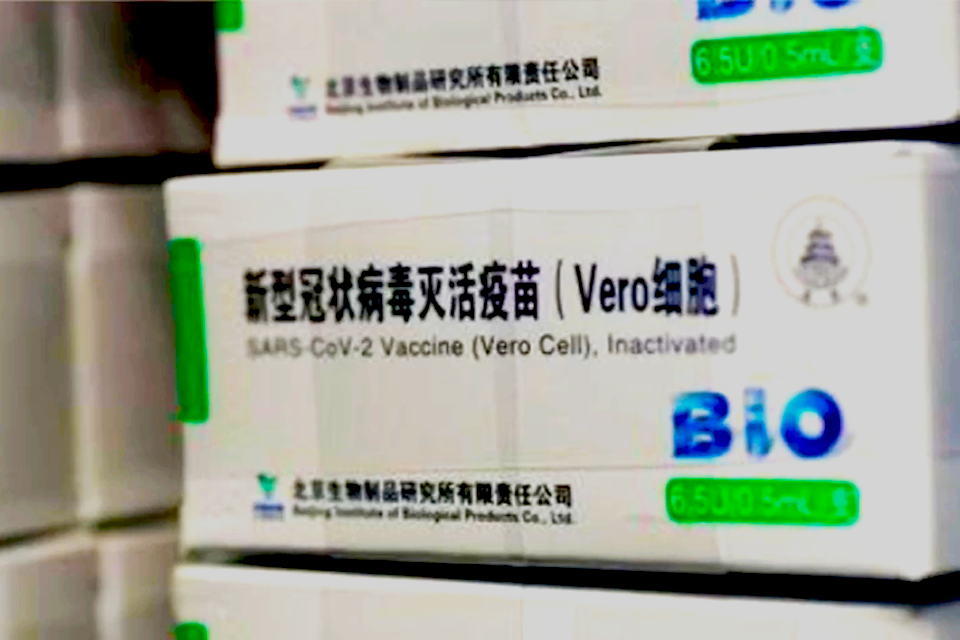 BiO
6.5U/0.5mL/支
北京生物制品研究所有限责任公司
Beijing Institute of Biological Products Co., Ltd.
新型冠状病毒灭活疫苗（Vero细胞）
SARS-CoV-2 Vaccine (Vero Cell), Inactivated
BiO
6.5U/0.5mL/支
北京生物制品研究所有限责任公司
Beijing Institute of Biological Products Co., Ltd.